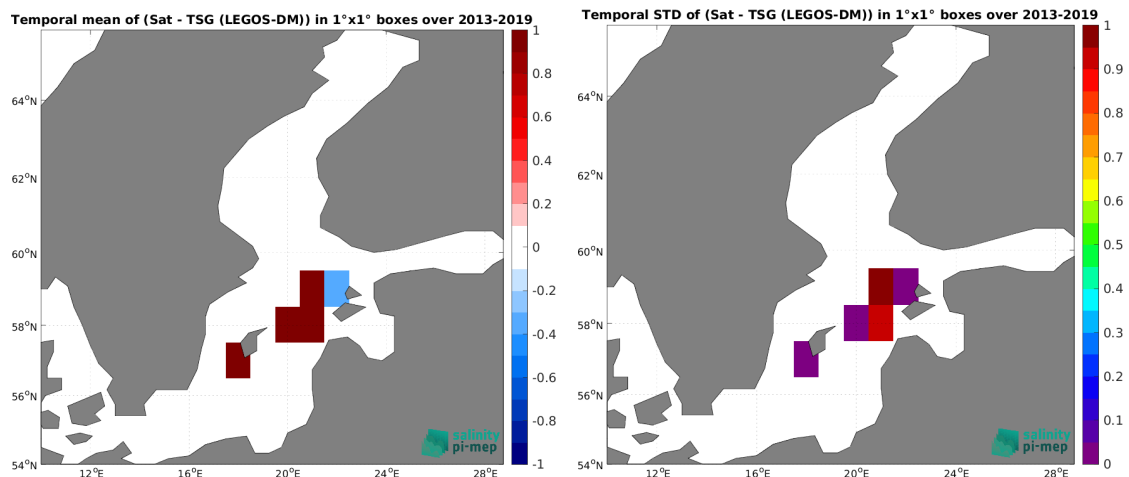 Temporal mean of (Sat - TSG (LEGOS-DM)) in 1°x1° boxes over 2013-2019
64°N
62°N
60°N
58°N
56°N
54°N
12°E
16°E
20°E
24°E
28°E
1
0.8
0.6
0.4
0.2
0
-0.2
-0.4
-0.6
-0.8
-1
salinity
pi-mep
Temporal STD of (Sat - TSG (LEGOS-DM)) in 1°x1° boxes over 2013-2019
64°N
62°N
60°N
58°N
56°N
54°N
12°E
16°E
20°E
24°E
28°E
1
0.9
0.8
0.7
0.6
0.5
0.4
0.3
0.2
0.1
0
salinity
pi-mep